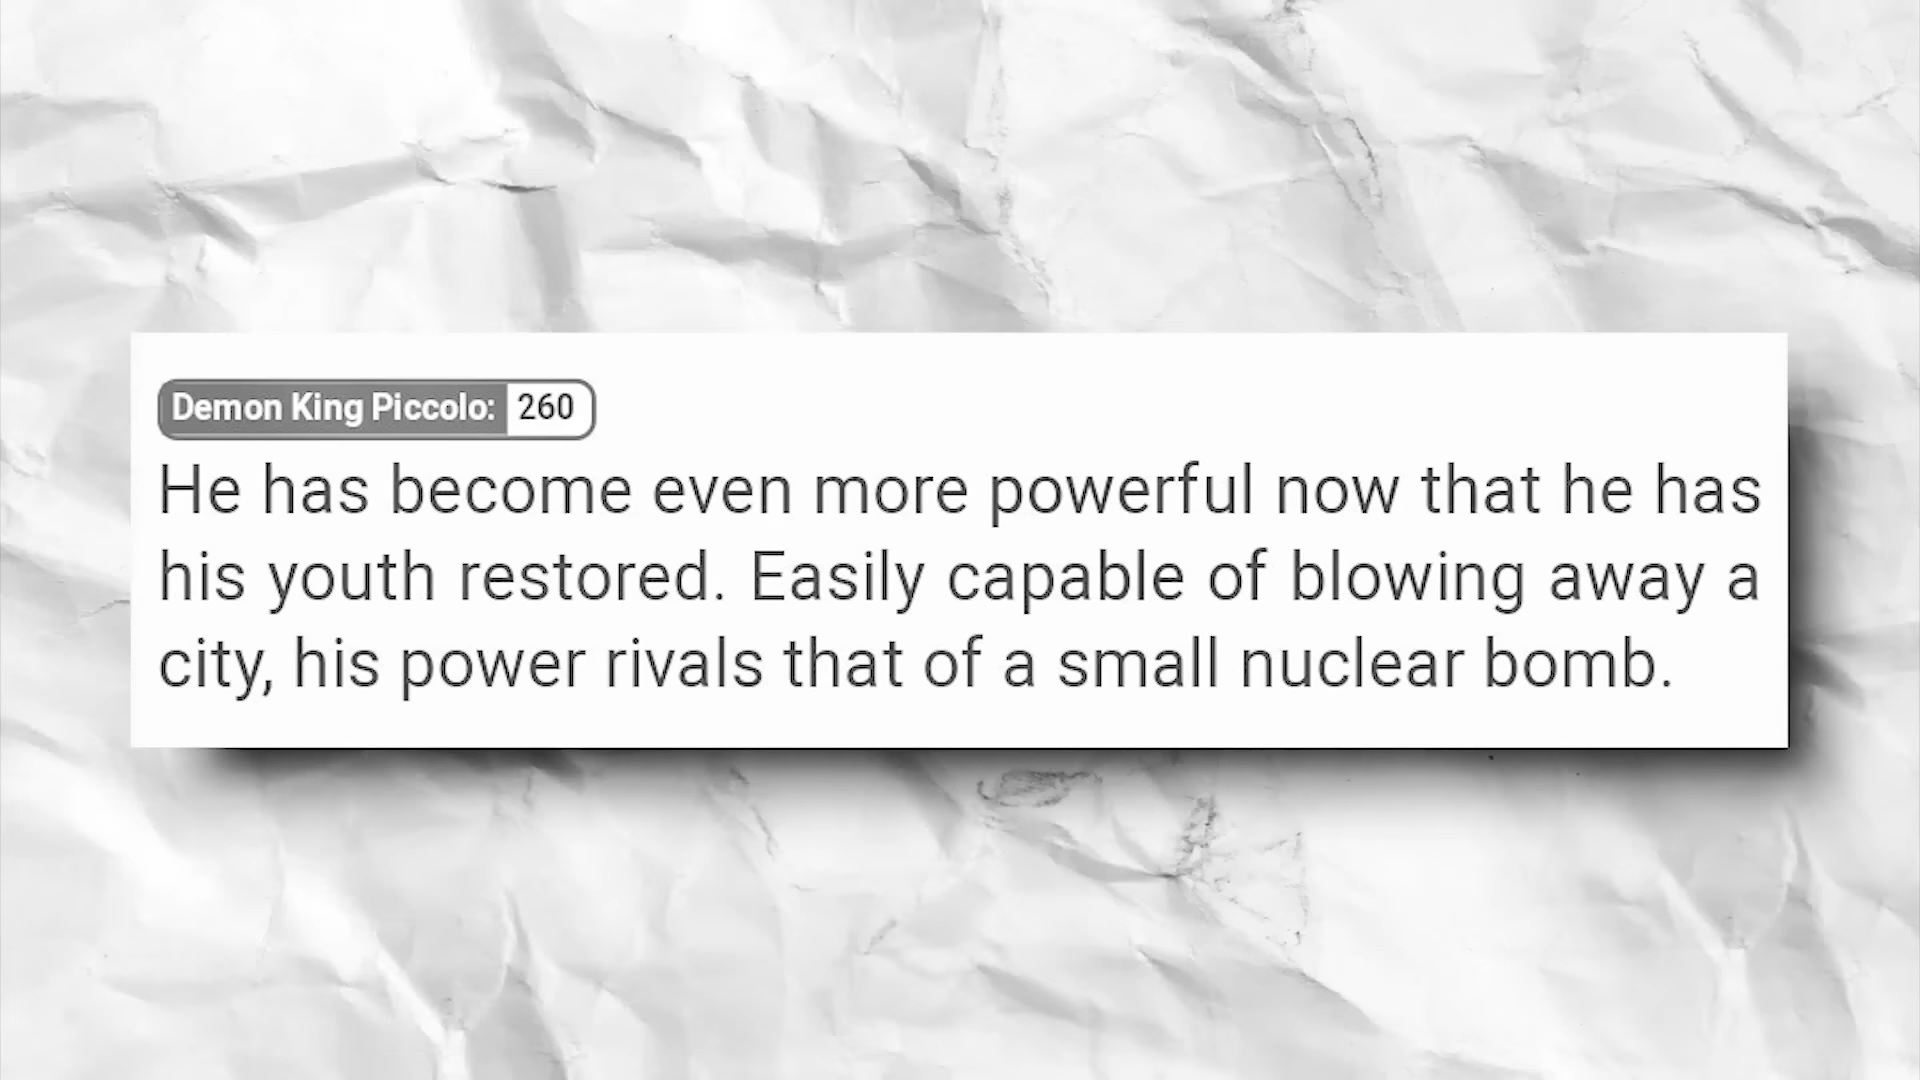 Demon King Piccolo: 260
He has become even more powerful now that he has
his youth restored. Easily capable of blowing away a
city, his power rivals that of a small nuclear bomb.